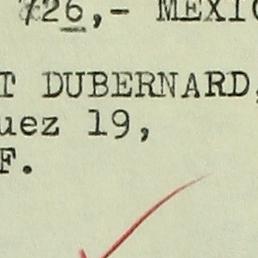 726,- MEXIC
T DUBERNARD,
uez 19,
F.